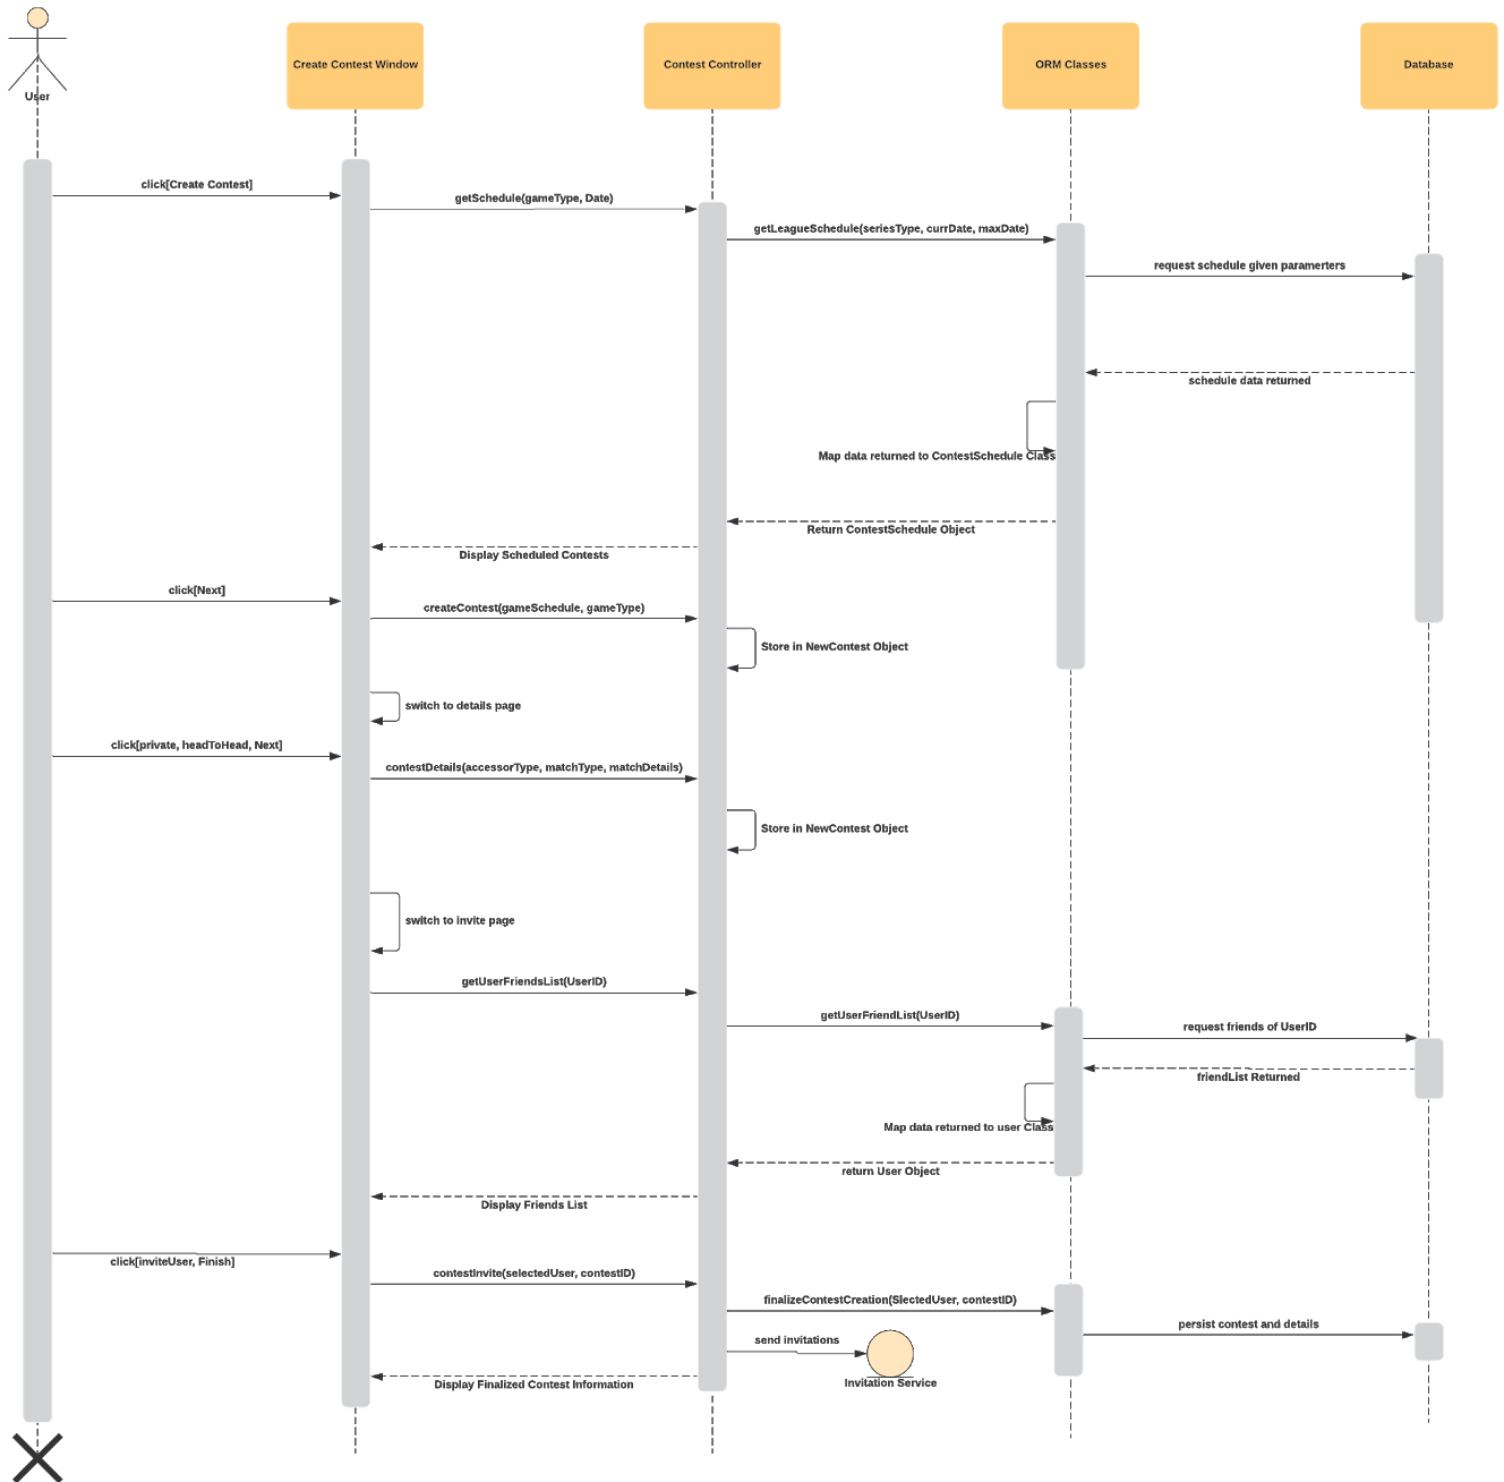 User
Create Contest Window
Contest Controller
ORM Classes
Database
click[Create Contest]
getSchedule(gameType, Date)
getLeagueSchedule(seriesType, currDate, maxDate)
request schedule given paramerters
schedule data returned
Map data returned to ContestSchedule Class
Return ContestSchedule Object
Display Scheduled Contests
click[Next]
createContest(gameSchedule, gameType)
Store in NewContest Object
switch to details page
click[private, headToHead, Next]
contestDetails(accessorType, matchType, matchDetails)
Store in NewContest Object
switch to invite page
getUserFriendsList(UserID)
getUserFriendList(UserID)
request friends of UserID
friendList Returned
Map data returned to user Class
return User Object
Display Friends List
click[inviteUser, Finish]
contestInvite(selectedUser, contestID)
finalizeContestCreation(SlectedUser, contestID)
persist contest and details
send invitations
Invitation Service
Display Finalized Contest Information